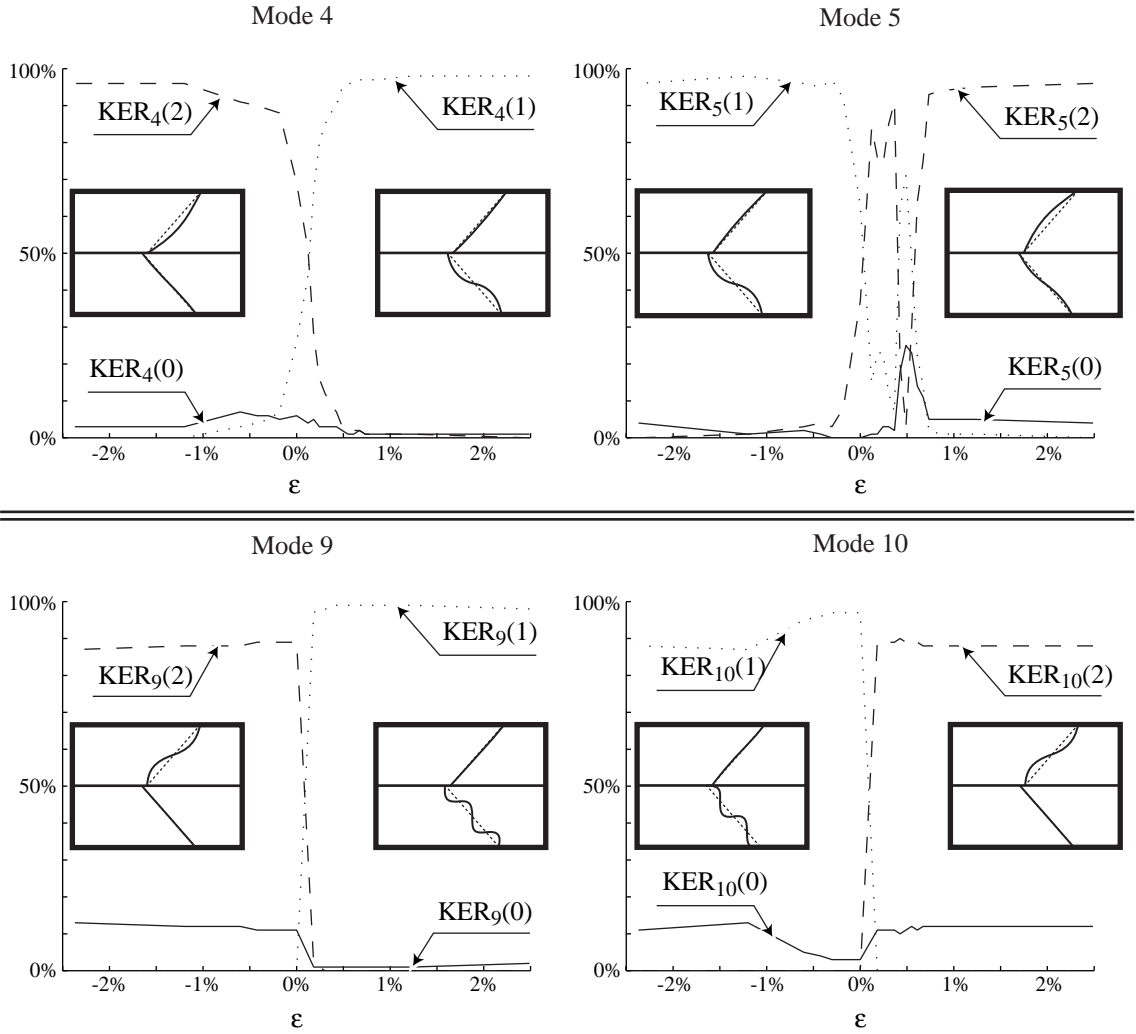 Mode 4
100%
50%
0%
KER4(2)
KER4(1)
KER4(0)
-2% -1% 0% 1% 2%
ε
Mode 5
100%
50%
0%
KER5(1)
KER5(2)
KER5(0)
-2% -1% 0% 1% 2%
ε
Mode 9
100%
50%
0%
KER9(1)
KER9(2)
KER9(0)
-2% -1% 0% 1% 2%
ε
Mode 10
100%
50%
0%
KER10(1)
KER10(2)
KER10(0)
-2% -1% 0% 1% 2%
ε